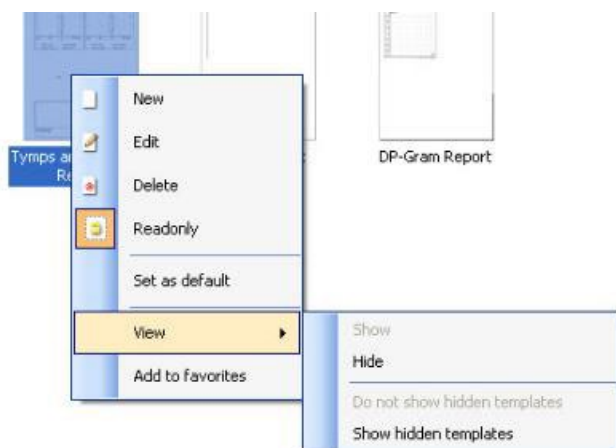 New
Edit
Tymps a
Re
DP-Gram Report
Delete
Readonly
Set as default
View
Show
Hide
Add to favorites
Do not show hidden templates
Show hidden templates